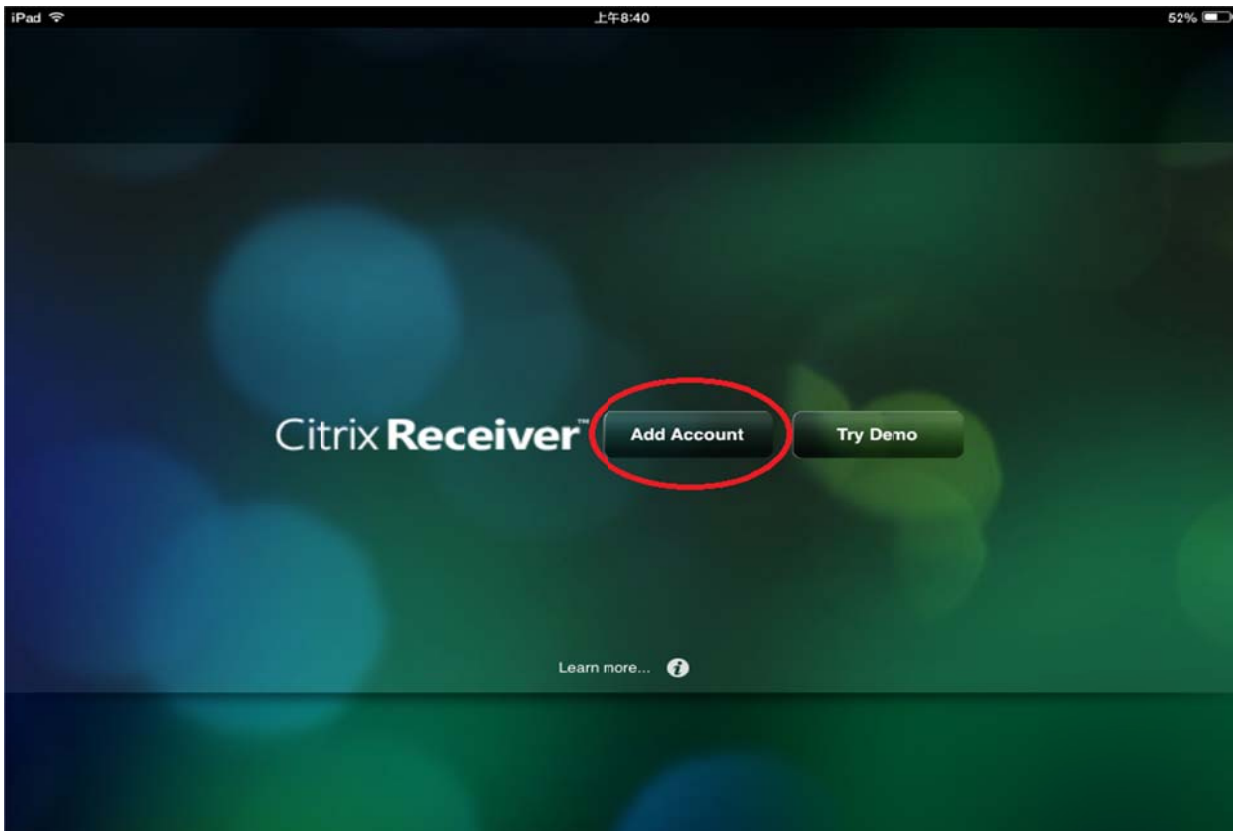 iPad 上午8:40 52%
Citrix Receiver™ Add Account Try Demo
Learn more...